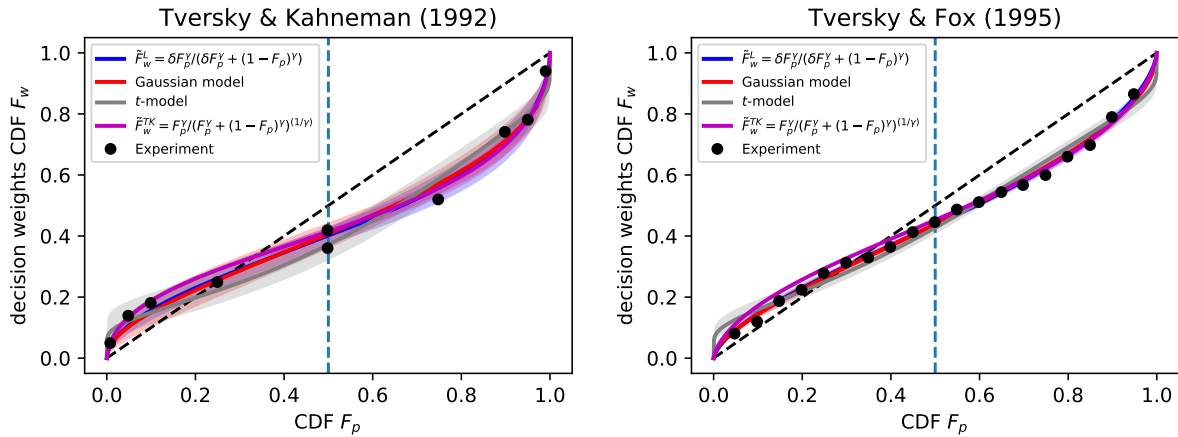 Tversky & Kahneman (1992)
1.0
0.8
0.6
0.4
0.2
0.0
decision weights CDF F_w
F̃_w^L = δF_p^γ/(δF_p^γ + (1 − F_p)^γ)
Gaussian model
t-model
F̃_w^TK = F_p^γ/(F_p^γ + (1 − F_p)^γ)^(1/γ)
Experiment
0.0 0.2 0.4 0.6 0.8 1.0
CDF F_p
Tversky & Fox (1995)
1.0
0.8
0.6
0.4
0.2
0.0
decision weights CDF F_w
F̃_w^L = δF_p^γ/(δF_p^γ + (1 − F_p)^γ)
Gaussian model
t-model
F̃_w^TK = F_p^γ/(F_p^γ + (1 − F_p)^γ)^(1/γ)
Experiment
0.0 0.2 0.4 0.6 0.8 1.0
CDF F_p